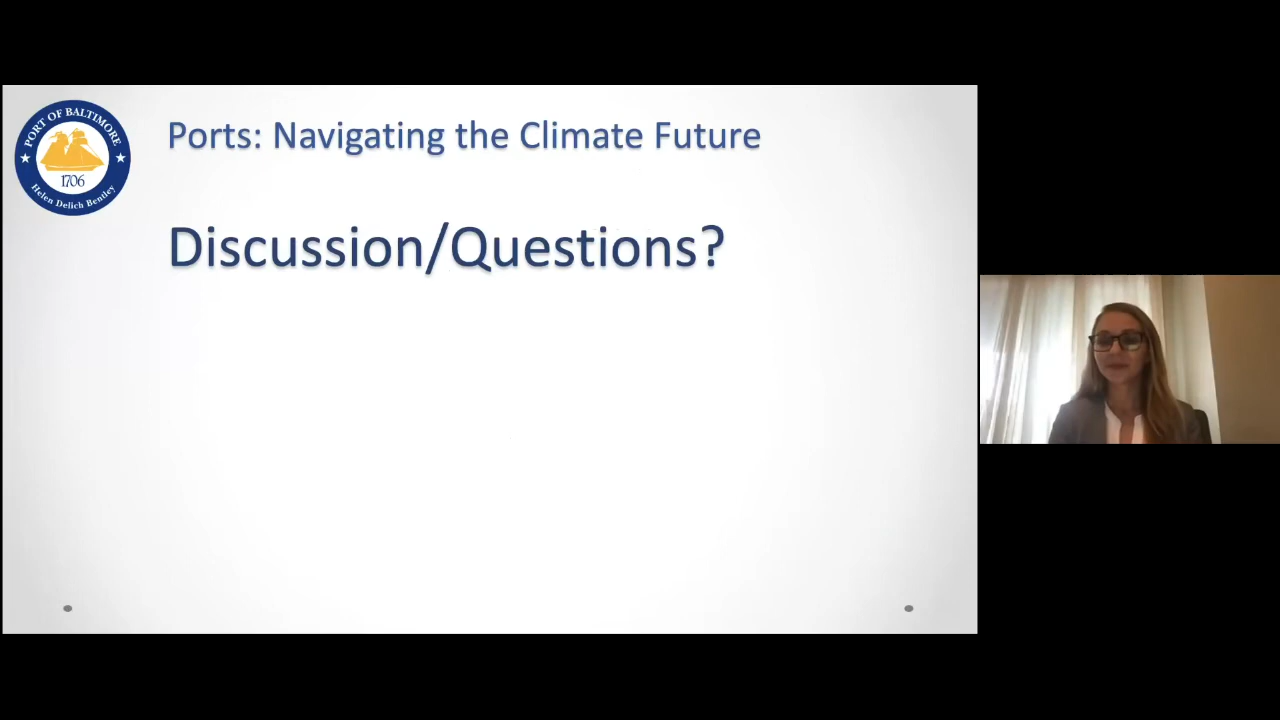 PORT OF BALTIMORE
1706
Helen Delich Bentley
Ports: Navigating the Climate Future
Discussion/Questions?